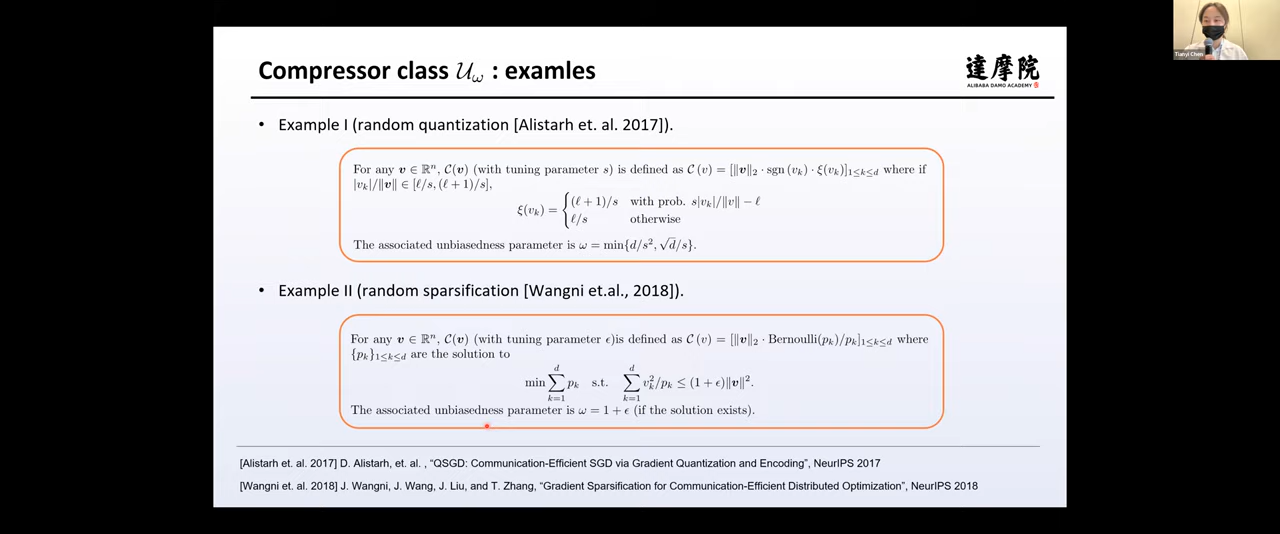 Compressor class 𝒰_ω : examles
達摩院
ALIBABA DAMO ACADEMY
Tianyi Chen
• Example I (random quantization [Alistarh et. al. 2017]).
For any v ∈ ℝⁿ, 𝒞(v) (with tuning parameter s) is defined as 𝒞(v) = [‖v‖₂ · sgn(v_k) · ξ(v_k)]_{1≤k≤d} where if
|v_k|/‖v‖ ∈ [ℓ/s, (ℓ + 1)/s],
ξ(v_k) = { (ℓ + 1)/s with prob. s|v_k|/‖v‖ − ℓ
ℓ/s otherwise
The associated unbiasedness parameter is ω = min{d/s², √d/s}.
• Example II (random sparsification [Wangni et.al., 2018]).
For any v ∈ ℝⁿ, 𝒞(v) (with tuning parameter ϵ)is defined as 𝒞(v) = [‖v‖₂ · Bernoulli(p_k)/p_k]_{1≤k≤d} where
{p_k}_{1≤k≤d} are the solution to
min ∑_{k=1}^{d} p_k s.t. ∑_{k=1}^{d} v_k²/p_k ≤ (1 + ϵ)‖v‖².
The associated unbiasedness parameter is ω = 1 + ϵ (if the solution exists).
[Alistarh et. al. 2017] D. Alistarh, et. al. , “QSGD: Communication-Efficient SGD via Gradient Quantization and Encoding”, NeurIPS 2017
[Wangni et. al. 2018] J. Wangni, J. Wang, J. Liu, and T. Zhang, “Gradient Sparsification for Communication-Efficient Distributed Optimization”, NeurIPS 2018